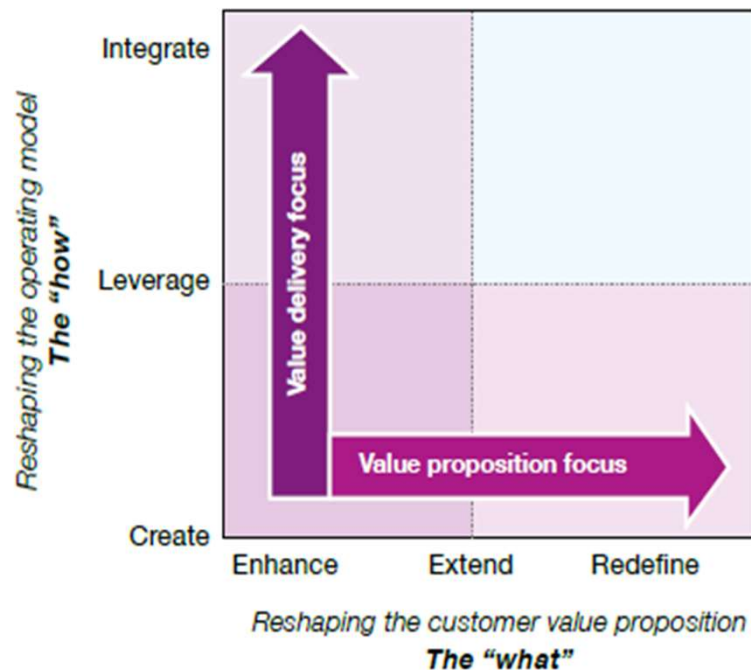 Integrate
Leverage
Create
Reshaping the operating model
The "how"
Value delivery focus
Value proposition focus
Enhance Extend Redefine
Reshaping the customer value proposition
The "what"